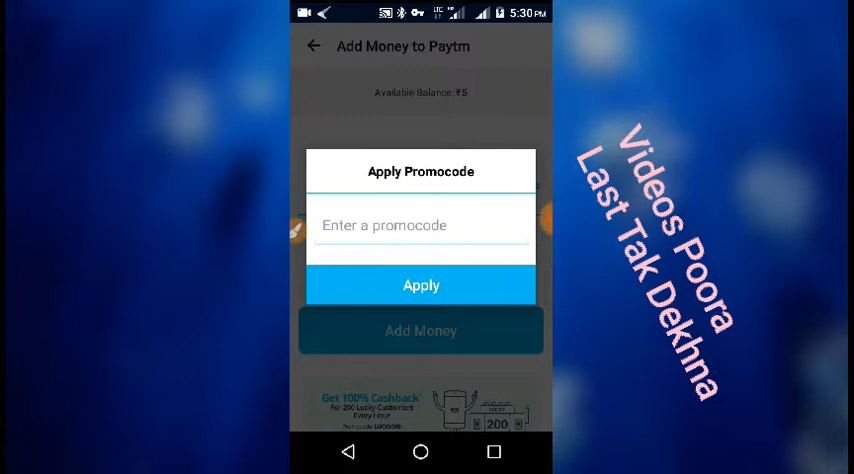 LTE
5:30 PM
Add Money to Paytm
Available Balance: ₹5
Apply Promocode
Enter a promocode
Apply
Add Money
Get 100% Cashback*
For 200 Lucky Customers
Every Hour
200
Videos Poora
Last Tak Dekhna